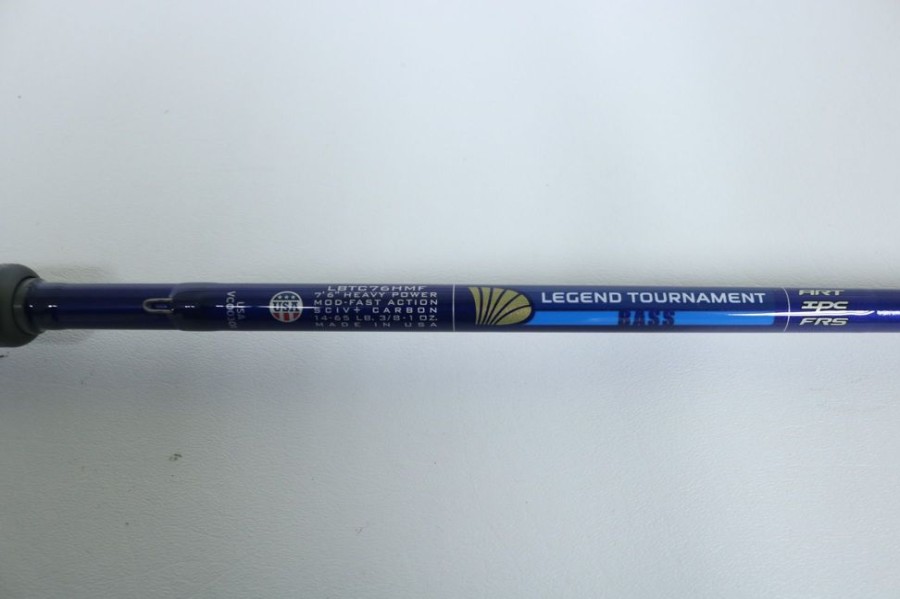 USA
USA
LBTC76HMF
7'6" HEAVY POWER
MOD-FAST ACTION
SCIV+ CARBON
14-65 LB, 3/8-1 OZ.
MADE IN USA
LEGEND TOURNAMENT
BASS
ART
IPC
FRS